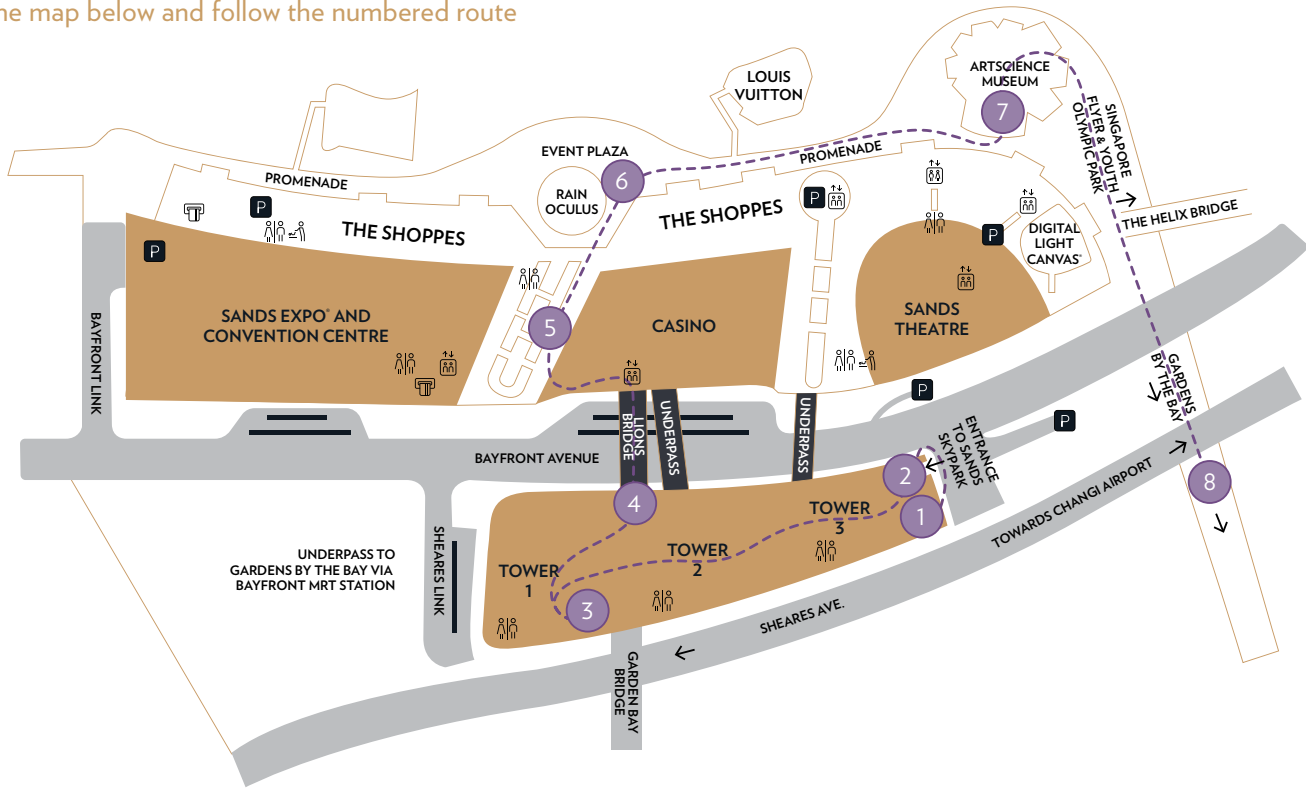 ne map below and follow the numbered route
ARTSCIENCE
MUSEUM
7
LOUIS
VUITTON
SINGAPORE
FLYER & YOUTH
OLYMPIC PARK
EVENT PLAZA
6
PROMENADE
PROMENADE
RAIN
OCULUS
P
P
THE SHOPPES
THE SHOPPES
THE HELIX BRIDGE
P
P
DIGITAL
LIGHT
CANVAS®
SANDS EXPO® AND
CONVENTION CENTRE
5
CASINO
SANDS
THEATRE
BAYFRONT LINK
GARDENS
BY THE BAY
P
P
LIONS
BRIDGE
UNDERPASS
UNDERPASS
ENTRANCE
TO SANDS
SKYPARK
BAYFRONT AVENUE
2
8
4
1
TOWER
3
TOWARDS CHANGI AIRPORT
TOWER
2
TOWER
1
3
UNDERPASS TO
GARDENS BY THE BAY VIA
BAYFRONT MRT STATION
SHEARES LINK
SHEARES AVE.
GARDEN BAY
BRIDGE